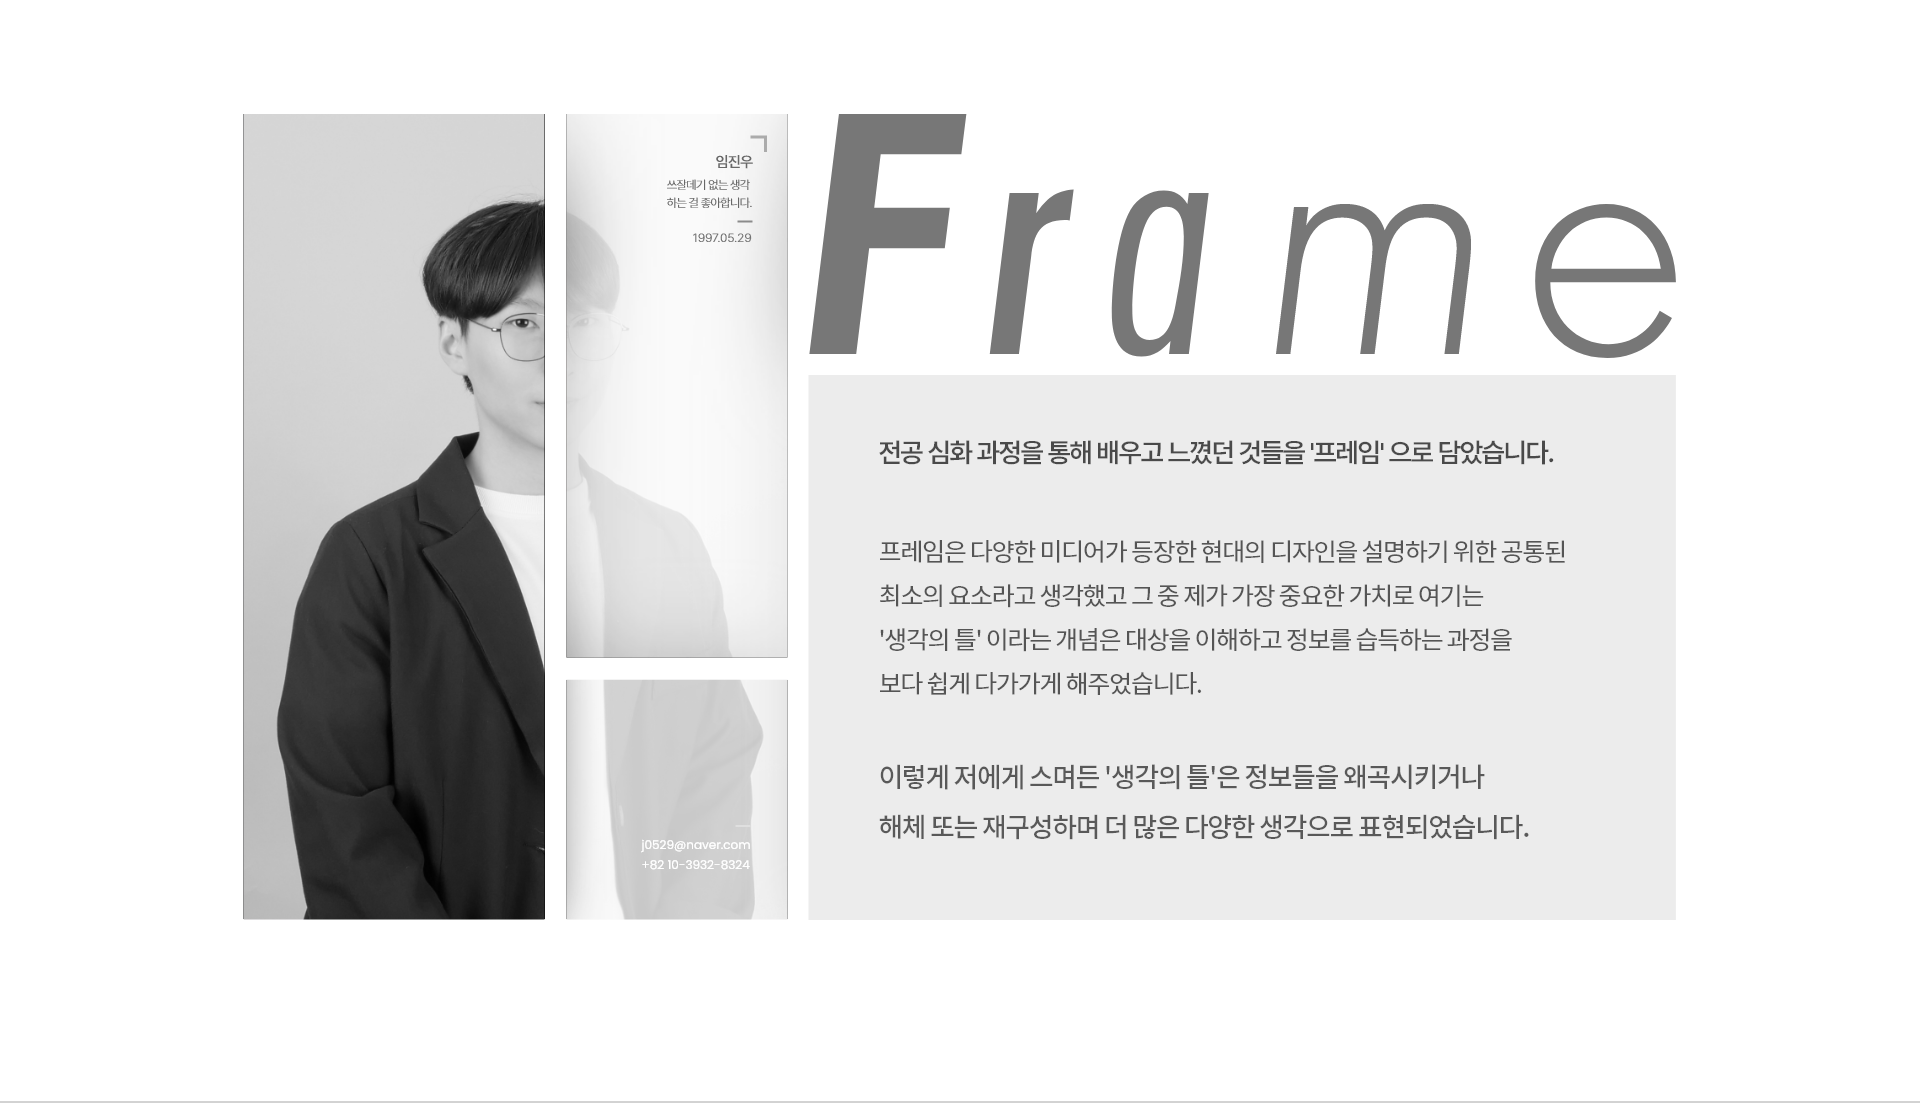 임진우
쓰잘데기 없는 생각
하는 걸 좋아합니다.
1997.05.29
j0529@naver.com
+82 10-3932-8324
Frame
전공 심화 과정을 통해 배우고 느꼈던 것들을 '프레임' 으로 담았습니다.
프레임은 다양한 미디어가 등장한 현대의 디자인을 설명하기 위한 공통된
최소의 요소라고 생각했고 그 중 제가 가장 중요한 가치로 여기는
'생각의 틀' 이라는 개념은 대상을 이해하고 정보를 습득하는 과정을
보다 쉽게 다가가게 해주었습니다.
이렇게 저에게 스며든 '생각의 틀'은 정보들을 왜곡시키거나
해체 또는 재구성하며 더 많은 다양한 생각으로 표현되었습니다.